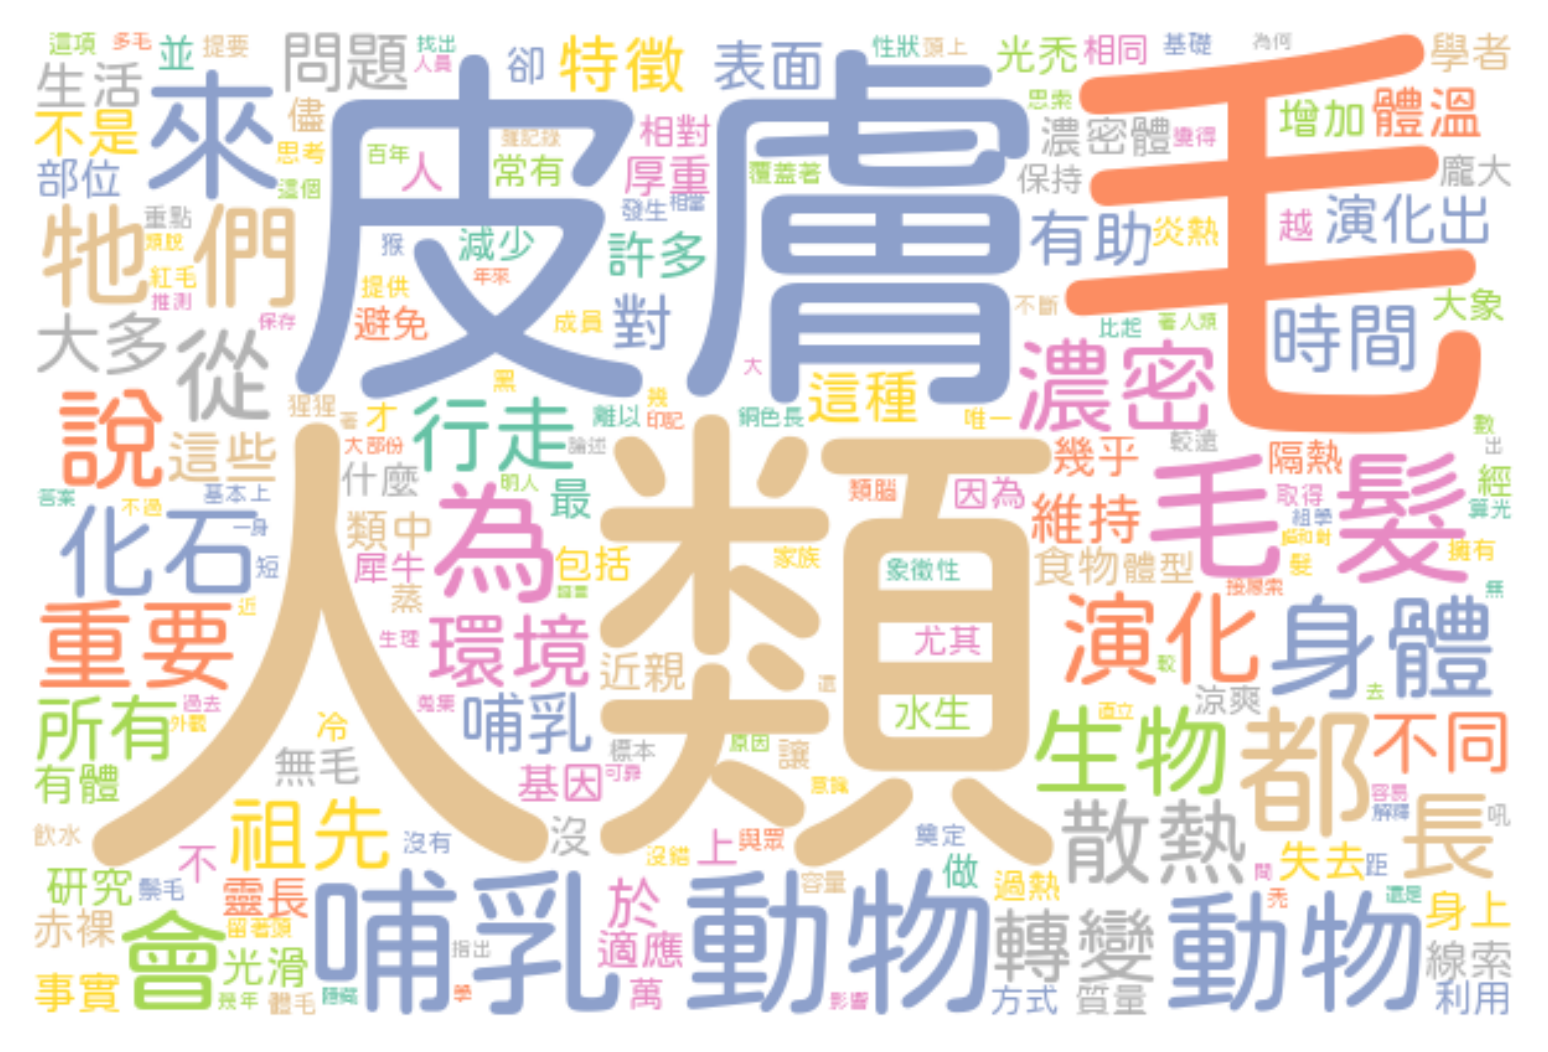 這項 多毛 並 提要 問題 找出 人員 卻 特徵 表面 性狀 頭上 光禿 相同 基礎 為何 學者
生活 來 儘 皮膚 毛 思索 增加 體溫
不是 思考 百年 人 常有 相對 濃密體 變得
部位 這個 厚重 覆蓋著 保持 龐大
牠們 重點 猴 減少 發生 相當 許多 有助 炎熱 越 演化出
紅毛 推測 提供 年來 對 不斷 時間 大象
大多 從 保存 避免 成員 比起 著人類
說 這些 猩猩 著 才 黑 行走 離以 幾 印記 大 銅色長 這種 唯一 濃密 較遠 數 出
大部份 論述 幾乎 隔熱 毛髮 經
答案 不過 基本上 什麼 為 明人 最 類腦 因為 維持 取得 組學 算光
化石 一身 短 類中 犀牛 包括 家族 象徵性 食物 體型 髮 擁有 無
人類 蒸 接線索
重要 近 生理 環境 近親 尤其 演化 較 身體
所有 過去 外觀 冷 蒐集 哺乳 水生 涼爽 去 直立 生物 都 不同
有體 無毛 標本 原因 讓 基因 可靠 意識 容易 解釋
飲水 祖先 沒有 沒 沒錯 上 與眾 奠定 散熱 長 吼
研究 鬃毛 不 靈長 哺乳 動物 於 容量 做 過熱 失去 距 間 禿 還是 身上
赤裸 會 留著頭 光滑 指出 適應 轉變 動物 線索
事實 幾年 體毛 隱藏 學 萬 影響 方式 質量 利用